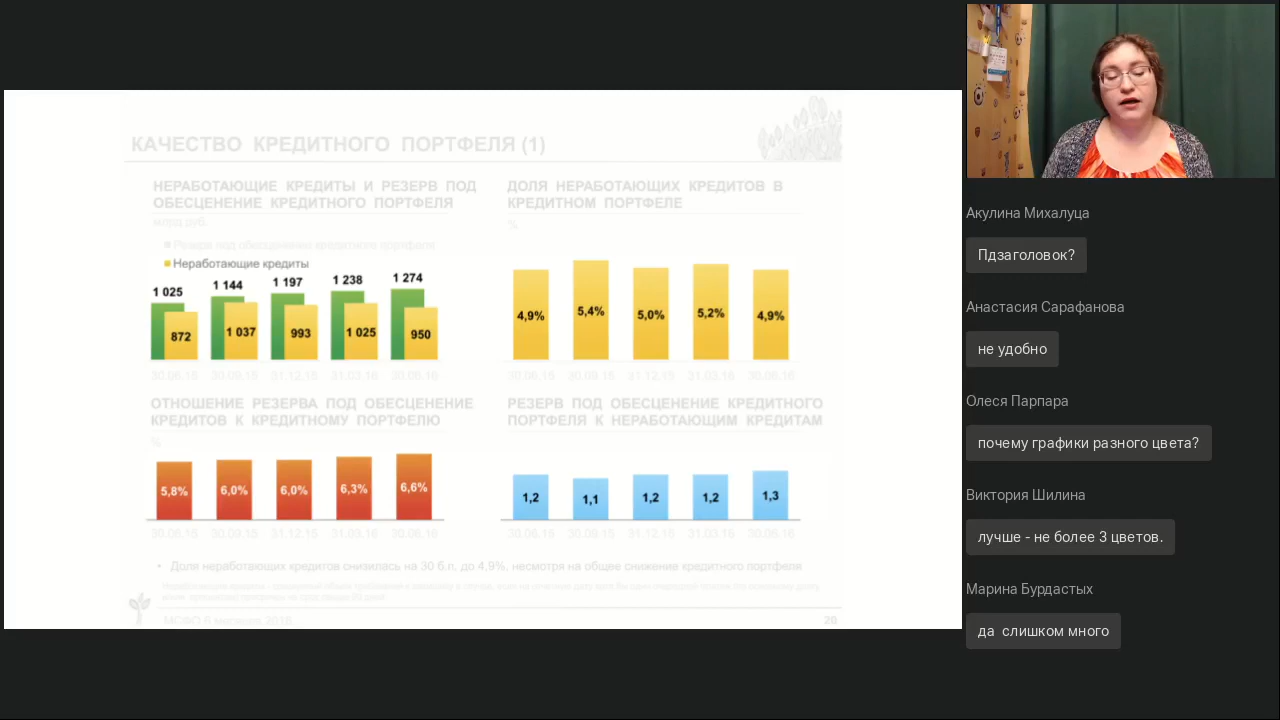 КАЧЕСТВО КРЕДИТНОГО ПОРТФЕЛЯ (1)
НЕРАБОТАЮЩИЕ КРЕДИТЫ И РЕЗЕРВ ПОД
ОБЕСЦЕНЕНИЕ КРЕДИТНОГО ПОРТФЕЛЯ
млрд руб.
Резерв под обесценение кредитного портфеля
Неработающие кредиты
1 025 1 144 1 197 1 238 1 274
872 1 037 993 1 025 950
30.06.15 30.09.15 31.12.15 31.03.16 30.06.16
ДОЛЯ НЕРАБОТАЮЩИХ КРЕДИТОВ В
КРЕДИТНОМ ПОРТФЕЛЕ
%
4,9% 5,4% 5,0% 5,2% 4,9%
30.06.15 30.09.15 31.12.15 31.03.16 30.06.16
ОТНОШЕНИЕ РЕЗЕРВА ПОД ОБЕСЦЕНЕНИЕ
КРЕДИТОВ К КРЕДИТНОМУ ПОРТФЕЛЮ
%
5,8% 6,0% 6,0% 6,3% 6,6%
30.06.15 30.09.15 31.12.15 31.03.16 30.06.16
РЕЗЕРВ ПОД ОБЕСЦЕНЕНИЕ КРЕДИТНОГО
ПОРТФЕЛЯ К НЕРАБОТАЮЩИМ КРЕДИТАМ
1,2 1,1 1,2 1,2 1,3
30.06.15 30.09.15 31.12.15 31.03.16 30.06.16
• Доля неработающих кредитов снизилась на 30 б.п. до 4,9%, несмотря на общее снижение кредитного портфеля
МСФО 6 месяцев 2016
20
Акулина Михалуца
Пдзаголовок?
Анастасия Сарафанова
не удобно
Олеся Парпара
почему графики разного цвета?
Виктория Шилина
лучше - не более 3 цветов.
Марина Бурдастых
да слишком много